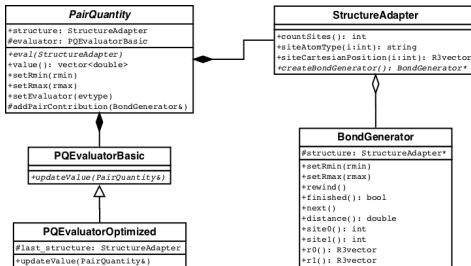 PairQuantity
+structure: StructureAdapter
#evaluator: PQEvaluatorBasic
+eval(StructureAdapter)
+value(): vector<double>
+setRmin(rmin)
+setRmax(rmax)
+setEvaluator(evtype)
#addPairContribution(BondGenerator&)
StructureAdapter
+countSites(): int
+siteAtomType(i:int): string
+siteCartesianPosition(i:int): R3vector
+createBondGenerator(): BondGenerator*
PQEvaluatorBasic
+updateValue(PairQuantity&)
PQEvaluatorOptimized
#last_structure: StructureAdapter
+updateValue(PairQuantity&)
BondGenerator
#structure: StructureAdapter*
+setRmin(rmin)
+setRmax(rmax)
+rewind()
+finished(): bool
+next()
+distance(): double
+site0(): int
+site1(): int
+r0(): R3vector
+r1(): R3vector